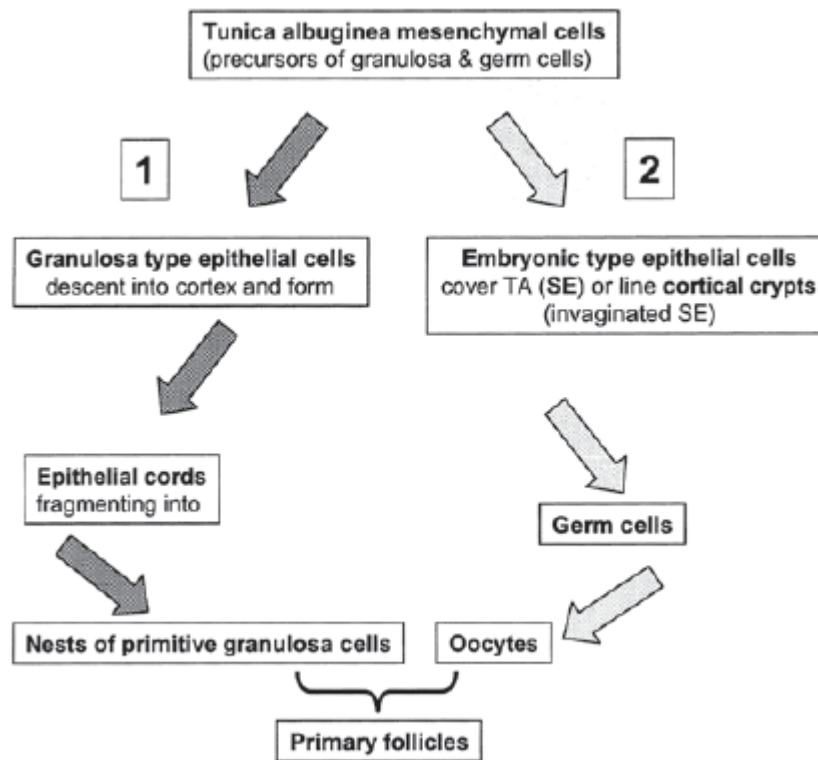 Tunica albuginea mesenchymal cells
(precursors of granulosa & germ cells)
1
2
Granulosa type epithelial cells
descent into cortex and form
Embryonic type epithelial cells
cover TA (SE) or line cortical crypts
(invaginated SE)
Epithelial cords
fragmenting into
Germ cells
Nests of primitive granulosa cells
Oocytes
Primary follicles